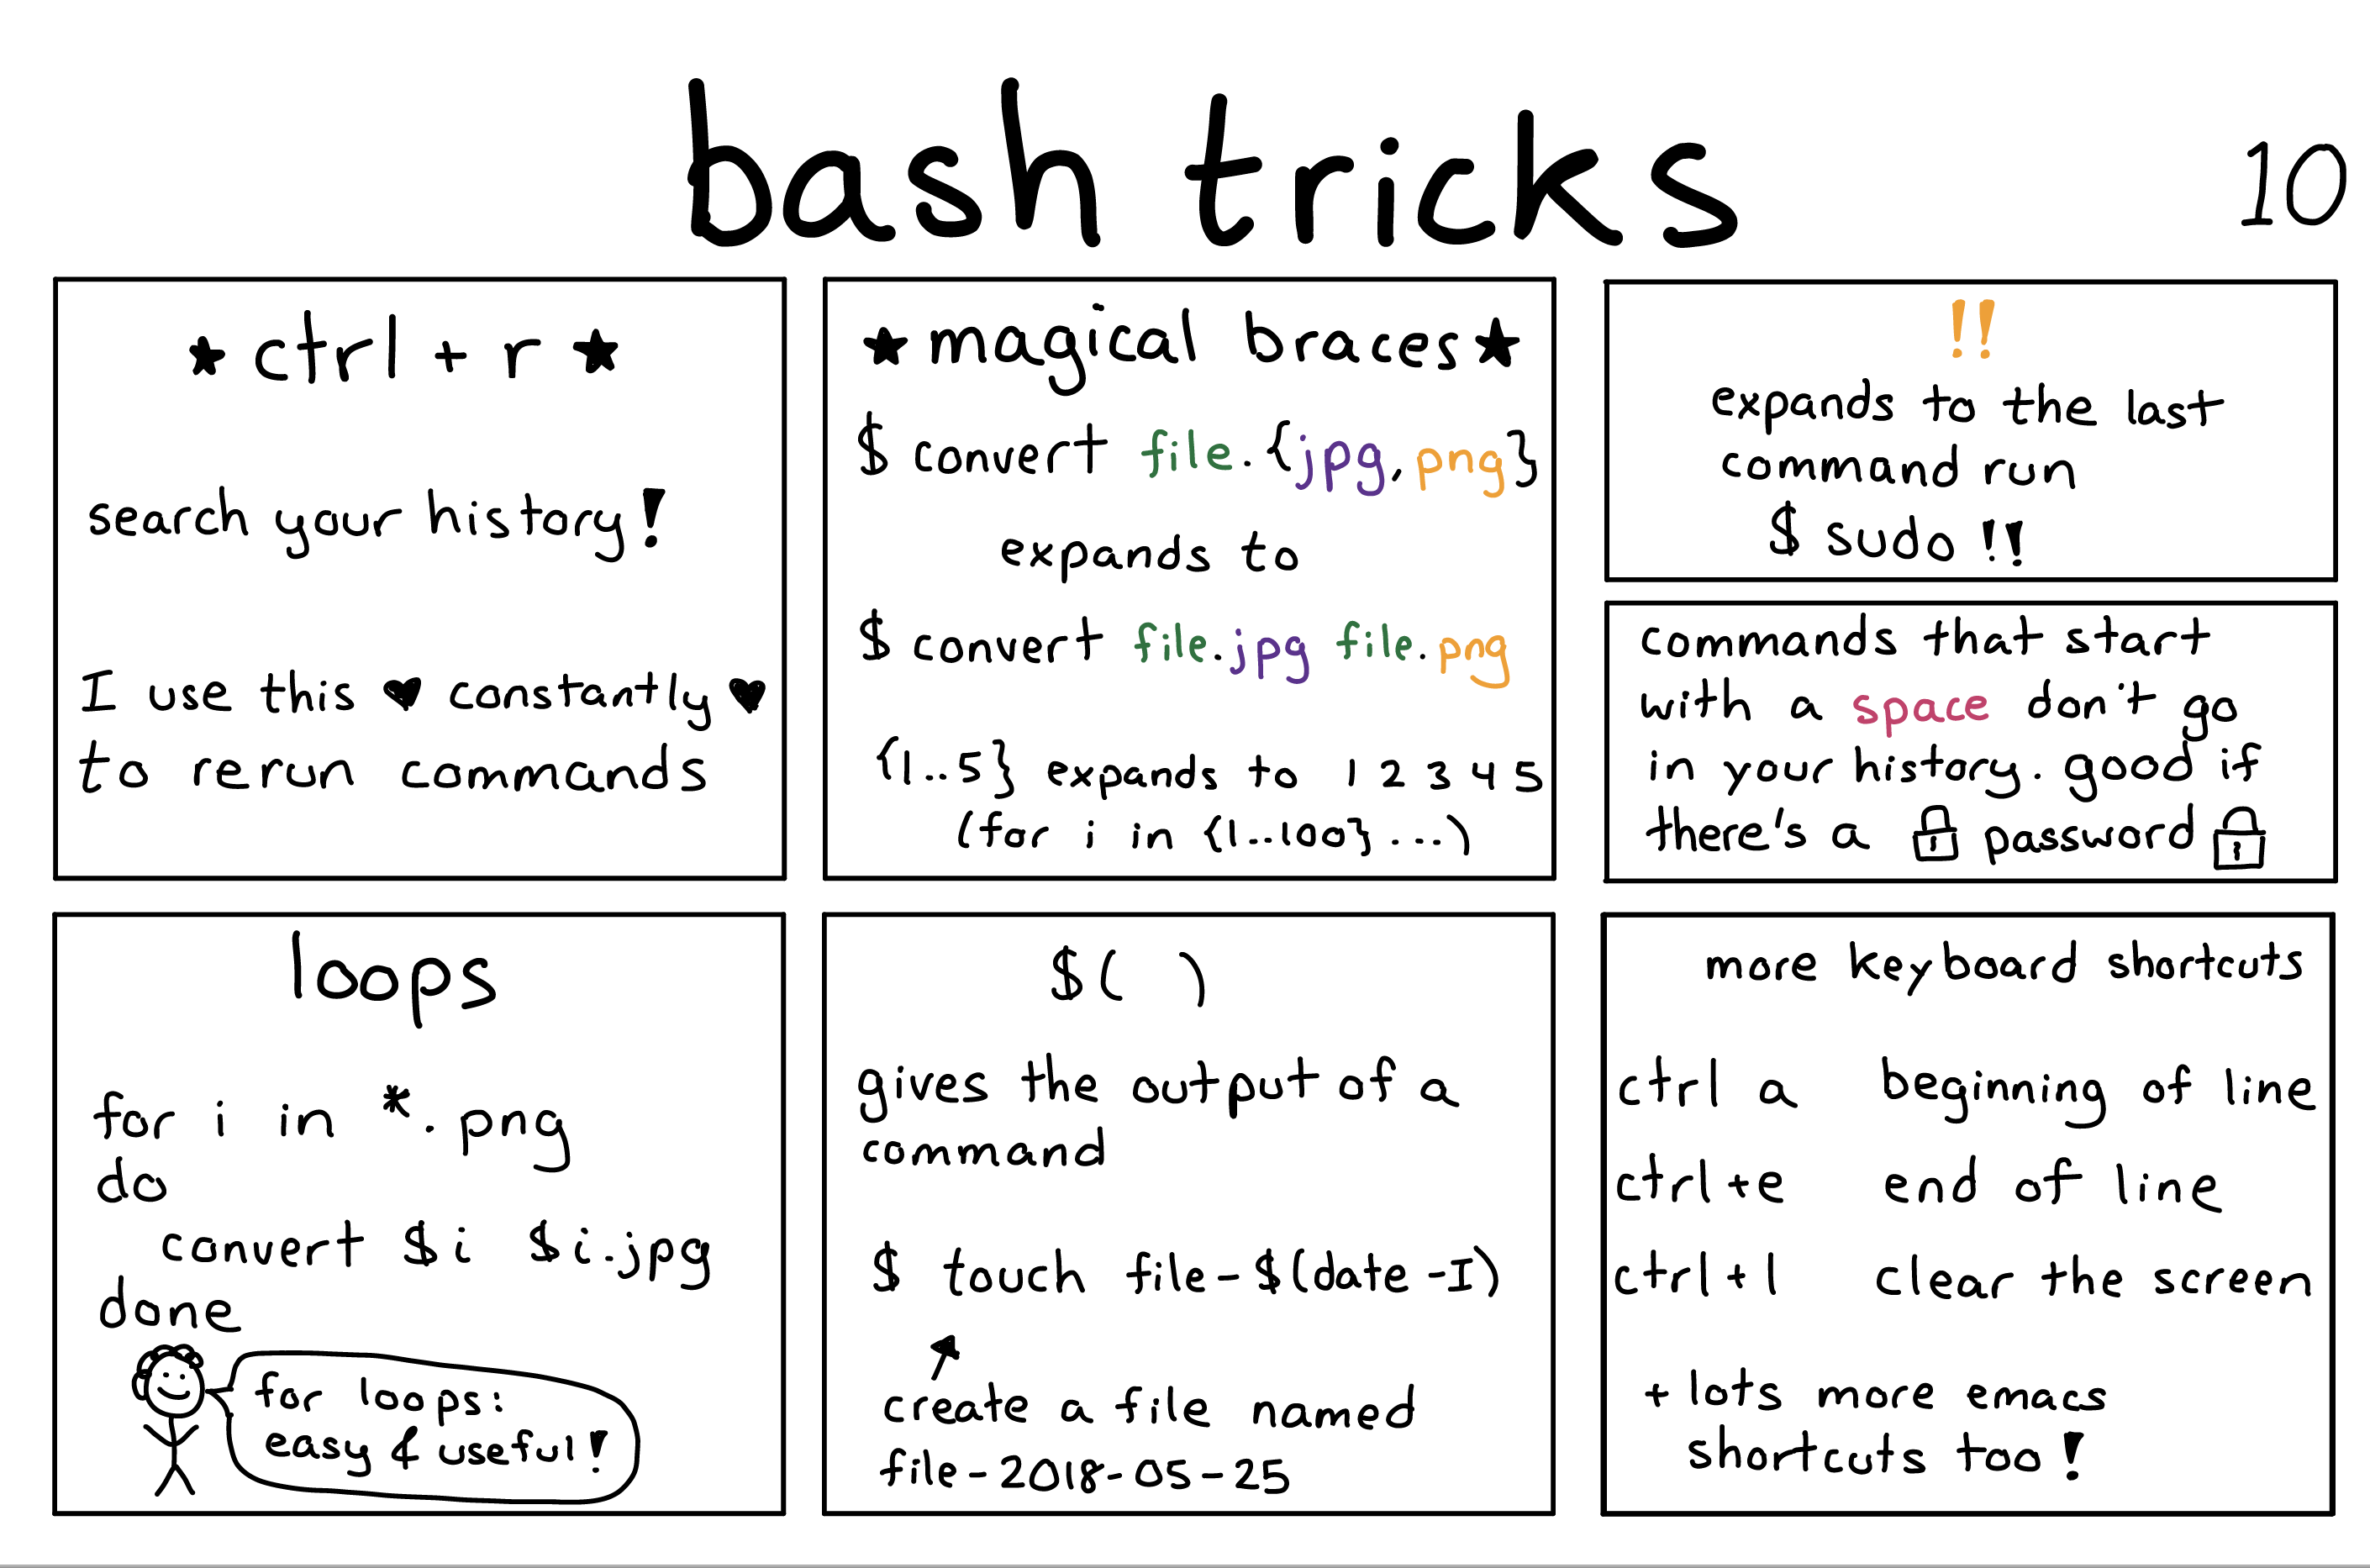 bash tricks
10
★ ctrl + r ★
search your history!
I use this ♥ constantly ♥
to rerun commands
★ magical braces ★
$ convert file.{jpg,png}
expands to
$ convert file.jpg file.png
{1..5} expands to 1 2 3 4 5
(for i in {1..100} ...)
!!
expands to the last
command run
$ sudo !!
commands that start
with a space don't go
in your history. good if
there's a password
loops
for i in *.png
do
convert $i $i.jpg
done
for loops:
easy & useful!
$( )
gives the output of a
command
$ touch file-$(date -I)
create a file named
file-2018-05-25
more keyboard shortcuts
ctrl a beginning of line
ctrl+e end of line
ctrl+l clear the screen
+ lots more emacs
shortcuts too!